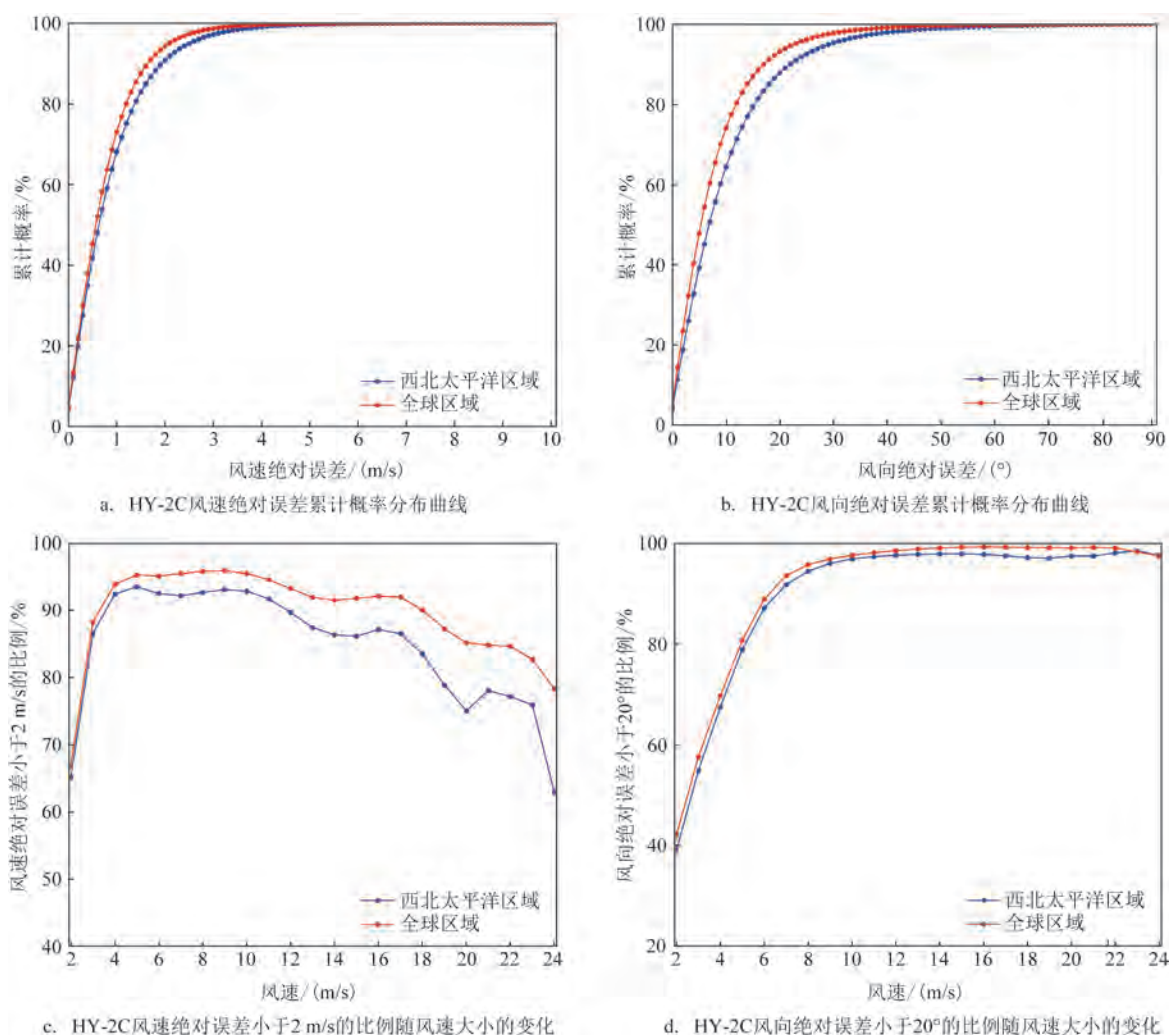 100
80
60
40
20
0
累计概率/%
西北太平洋区域
全球区域
0 1 2 3 4 5 6 7 8 9 10
风速绝对误差/(m/s)
a. HY-2C风速绝对误差累计概率分布曲线
100
80
60
40
20
0
累计概率/%
西北太平洋区域
全球区域
0 10 20 30 40 50 60 70 80 90
风向绝对误差/(°)
b. HY-2C风向绝对误差累计概率分布曲线
100
90
80
70
60
50
40
风速绝对误差小于2 m/s的比例/%
西北太平洋区域
全球区域
2 4 6 8 10 12 14 16 18 20 22 24
风速/(m/s)
c. HY-2C风速绝对误差小于2 m/s的比例随风速大小的变化
100
80
60
40
20
风向绝对误差小于20°的比例/%
西北太平洋区域
全球区域
2 4 6 8 10 12 14 16 18 20 22 24
风速/(m/s)
d. HY-2C风向绝对误差小于20°的比例随风速大小的变化